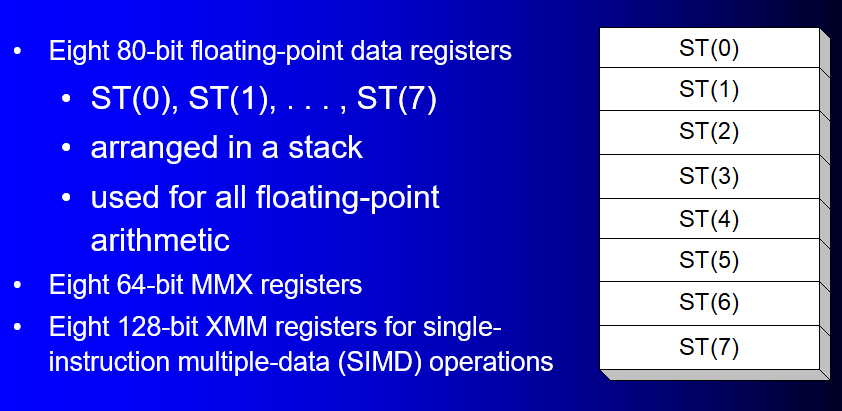 • Eight 80-bit floating-point data registers
• ST(0), ST(1), . . . , ST(7)
• arranged in a stack
• used for all floating-point
arithmetic
• Eight 64-bit MMX registers
• Eight 128-bit XMM registers for single-
instruction multiple-data (SIMD) operations
ST(0)
ST(1)
ST(2)
ST(3)
ST(4)
ST(5)
ST(6)
ST(7)